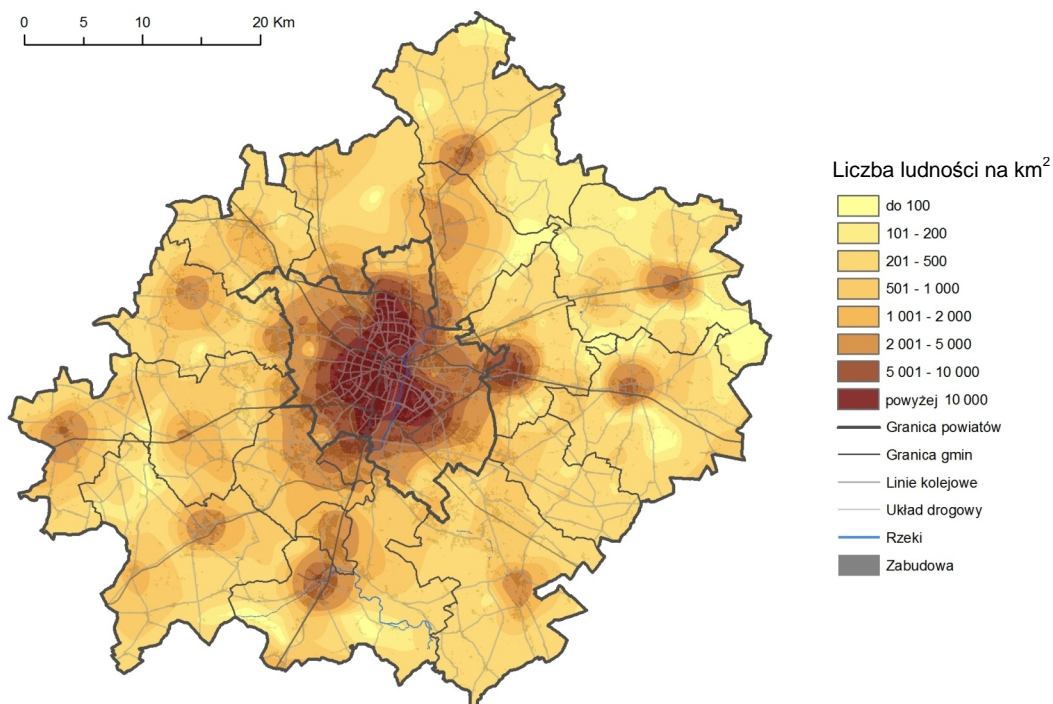 0 5 10 20 Km
Liczba ludności na km²
do 100
101 - 200
201 - 500
501 - 1 000
1 001 - 2 000
2 001 - 5 000
5 001 - 10 000
powyżej 10 000
Granica powiatów
Granica gmin
Linie kolejowe
Układ drogowy
Rzeki
Zabudowa